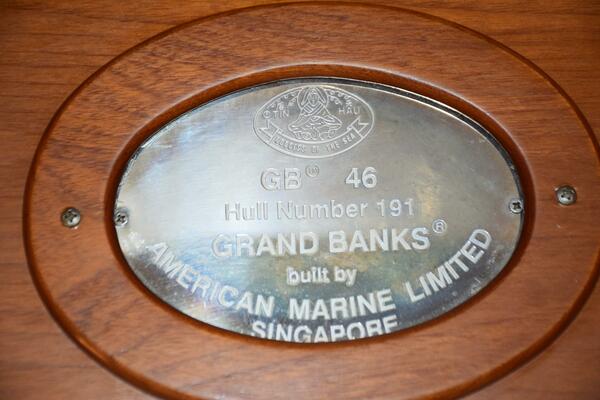 TIN HAU
GODDESS OF THE SEA
GB® 46
Hull Number 191
GRAND BANKS®
built by
AMERICAN MARINE LIMITED
SINGAPORE